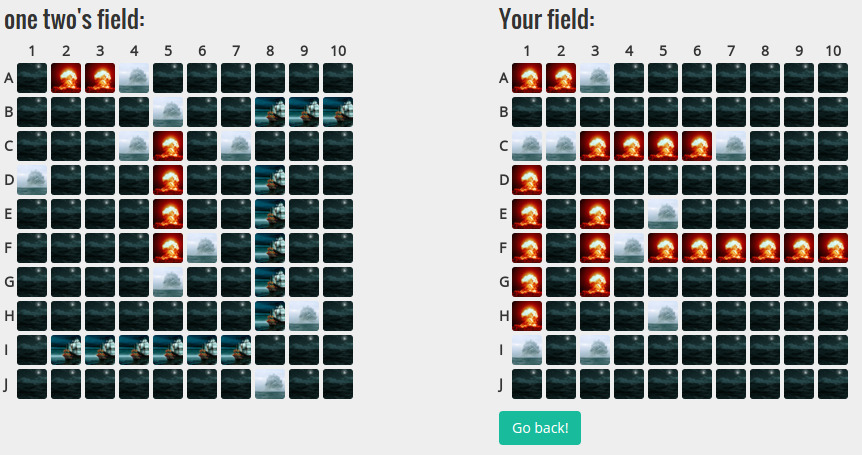 one two's field: Your field:
1 2 3 4 5 6 7 8 9 10 1 2 3 4 5 6 7 8 9 10
A A
B B
C C
D D
E E
F F
G G
H H
I I
J J
Go back!